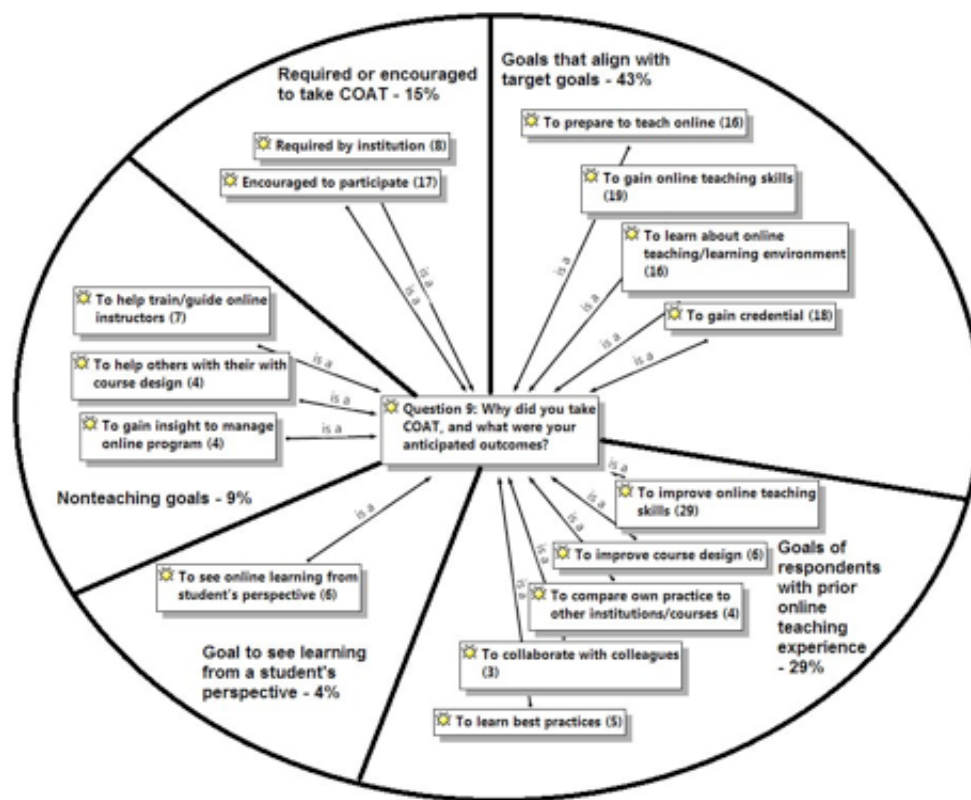 Required or encouraged
to take COAT - 15%
Required by institution (8)
Encouraged to participate (17)
is a
is a
Goals that align with
target goals - 43%
To prepare to teach online (16)
To gain online teaching skills
(19)
To learn about online
teaching/learning environment
(16)
To gain credential (18)
is a
is a
is a
is a
To help train/guide online
instructors (7)
To help others with their with
course design (4)
To gain insight to manage
online program (4)
is a
is a
is a
Nonteaching goals - 9%
Question 9: Why did you take
COAT, and what were your
anticipated outcomes?
is a
To see online learning from
student's perspective (6)
Goal to see learning
from a student's
perspective - 4%
is a
is a
is a
is a
is a
To improve online teaching
skills (29)
To improve course design (6)
To compare own practice to
other institutions/courses (4)
To collaborate with colleagues
(3)
To learn best practices (5)
Goals of
respondents
with prior
online
teaching
experience
- 29%